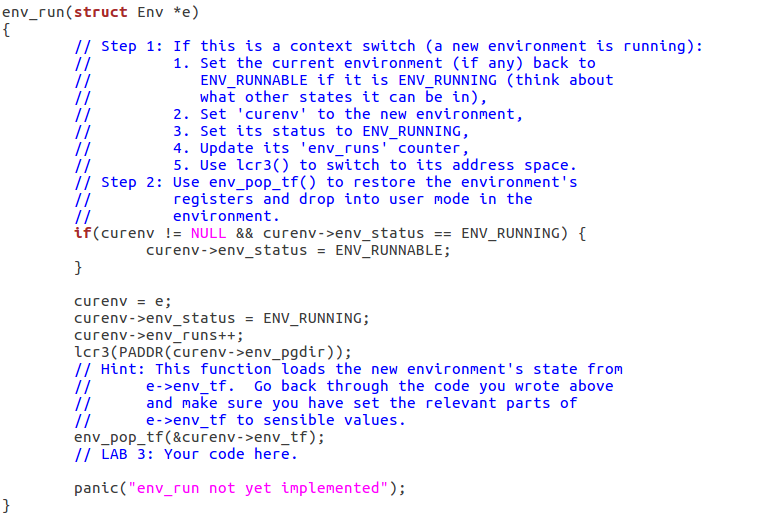 env_run(struct Env *e)
{
        // Step 1: If this is a context switch (a new environment is running):
        //         1. Set the current environment (if any) back to
        //            ENV_RUNNABLE if it is ENV_RUNNING (think about
        //            what other states it can be in),
        //         2. Set 'curenv' to the new environment,
        //         3. Set its status to ENV_RUNNING,
        //         4. Update its 'env_runs' counter,
        //         5. Use lcr3() to switch to its address space.
        // Step 2: Use env_pop_tf() to restore the environment's
        //         registers and drop into user mode in the
        //         environment.
        if(curenv != NULL && curenv->env_status == ENV_RUNNING) {
                curenv->env_status = ENV_RUNNABLE;
        }

        curenv = e;
        curenv->env_status = ENV_RUNNING;
        curenv->env_runs++;
        lcr3(PADDR(curenv->env_pgdir));
        // Hint: This function loads the new environment's state from
        //      e->env_tf.  Go back through the code you wrote above
        //      and make sure you have set the relevant parts of
        //      e->env_tf to sensible values.
        env_pop_tf(&curenv->env_tf);
        // LAB 3: Your code here.

        panic("env_run not yet implemented");
}